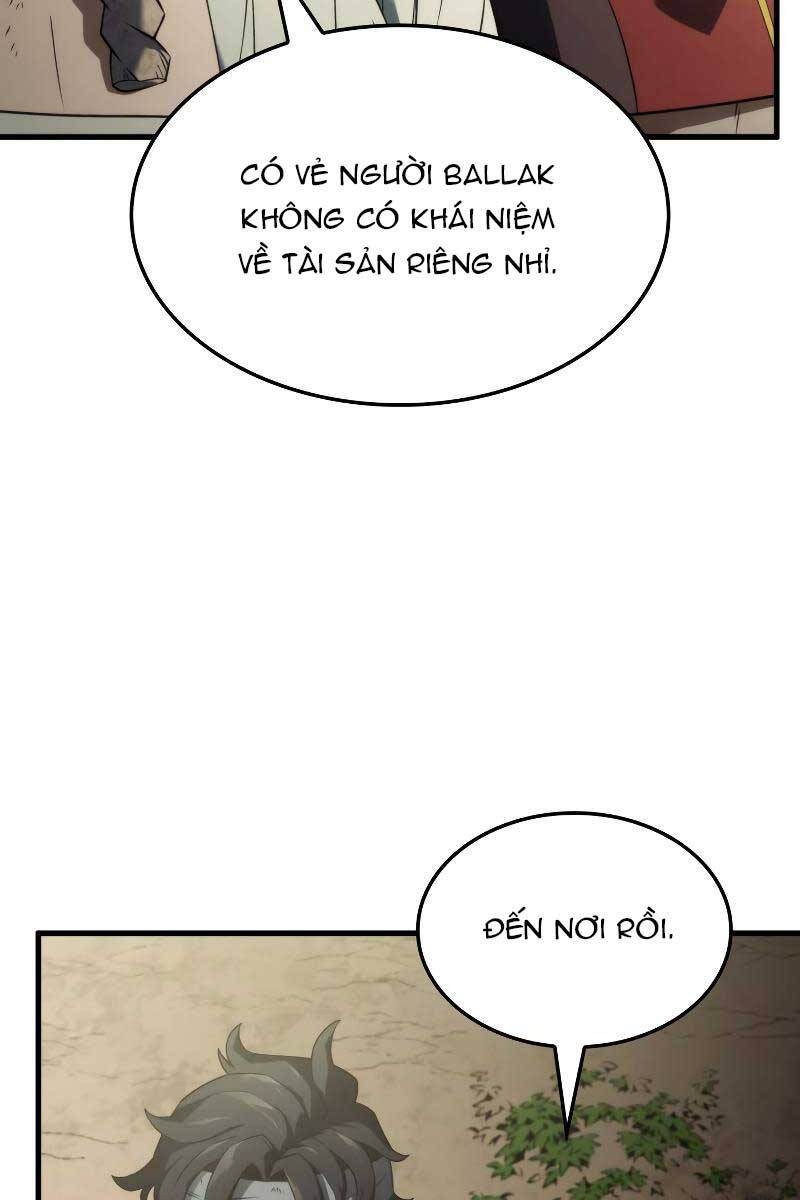 CÓ VẺ NGƯỜI BALLAK
KHÔNG CÓ KHÁI NIỆM
VỀ TÀI SẢN RIÊNG NHỈ.
ĐẾN NƠI RỒI.